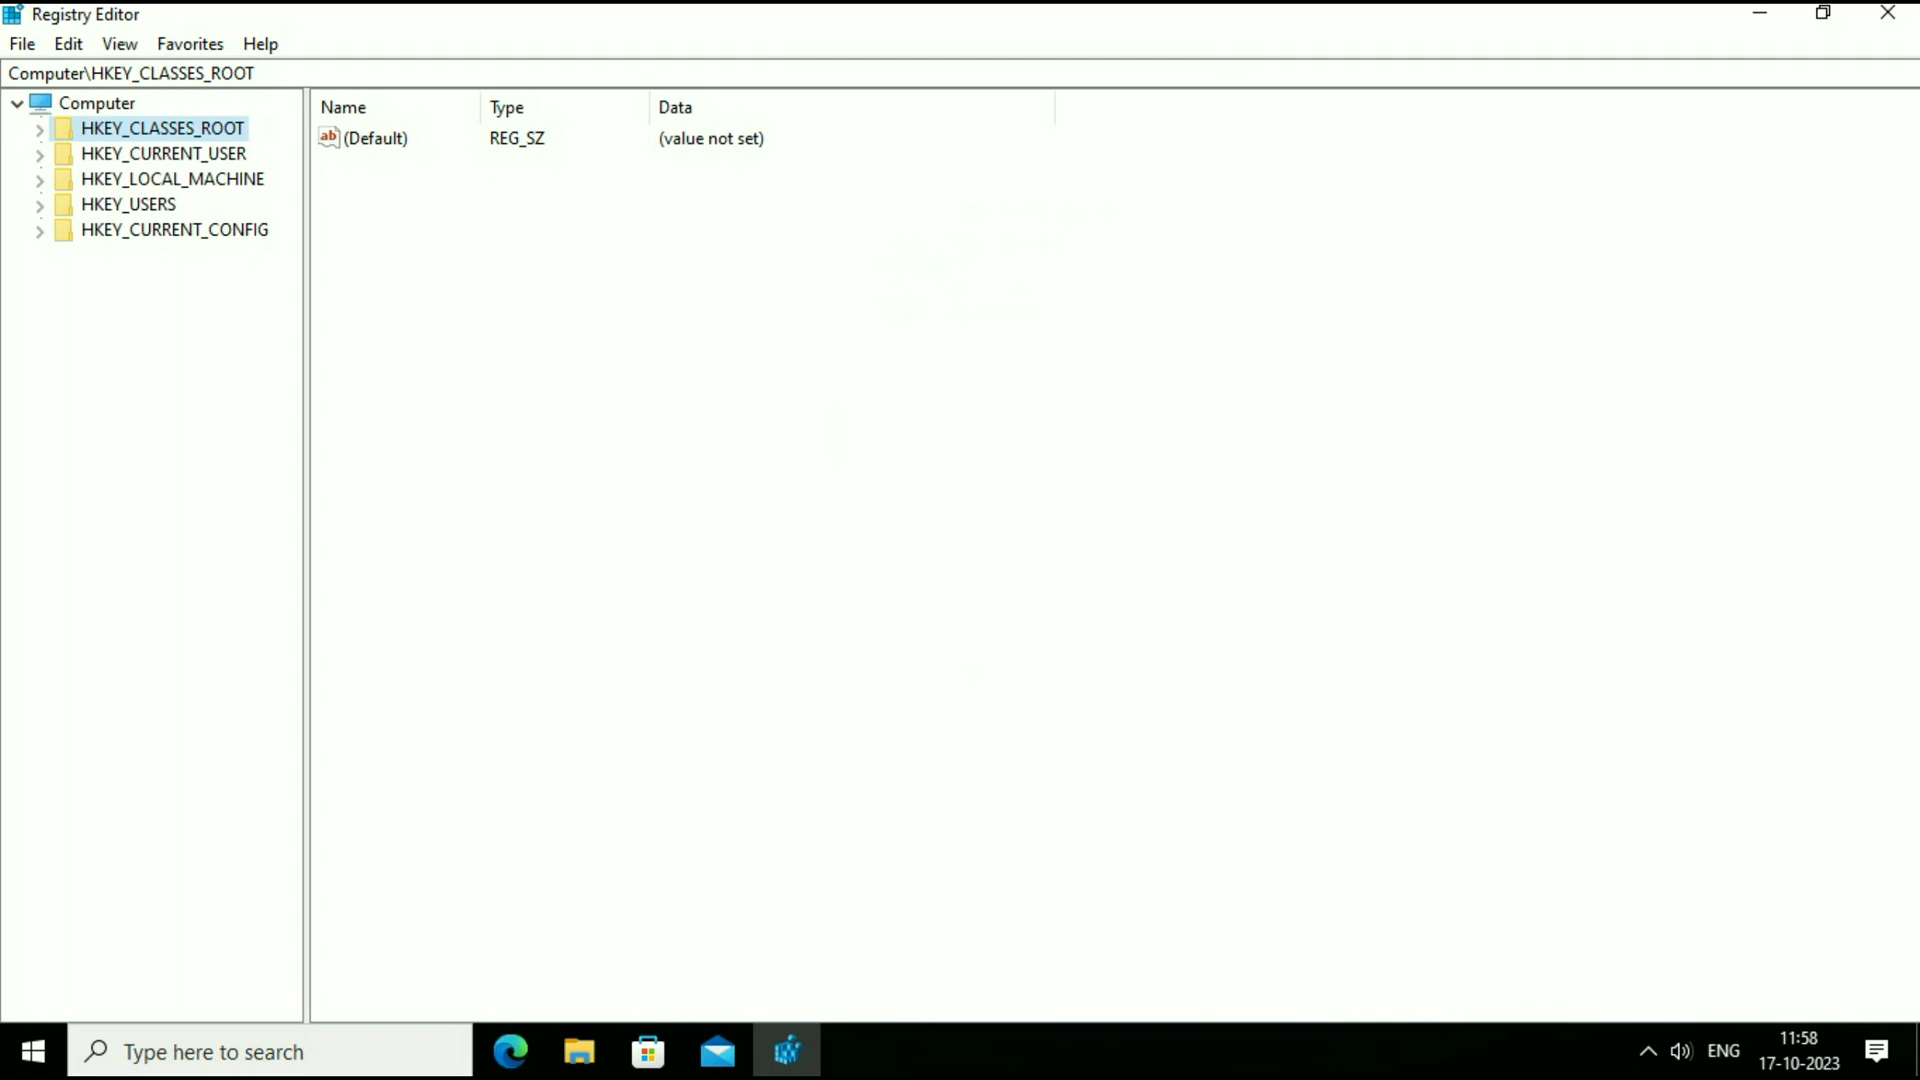 Registry Editor
File Edit View Favorites Help
Computer\HKEY_CLASSES_ROOT
Computer
HKEY_CLASSES_ROOT
HKEY_CURRENT_USER
HKEY_LOCAL_MACHINE
HKEY_USERS
HKEY_CURRENT_CONFIG
Name Type Data
ab (Default) REG_SZ (value not set)
Type here to search
ENG
11:58
17-10-2023